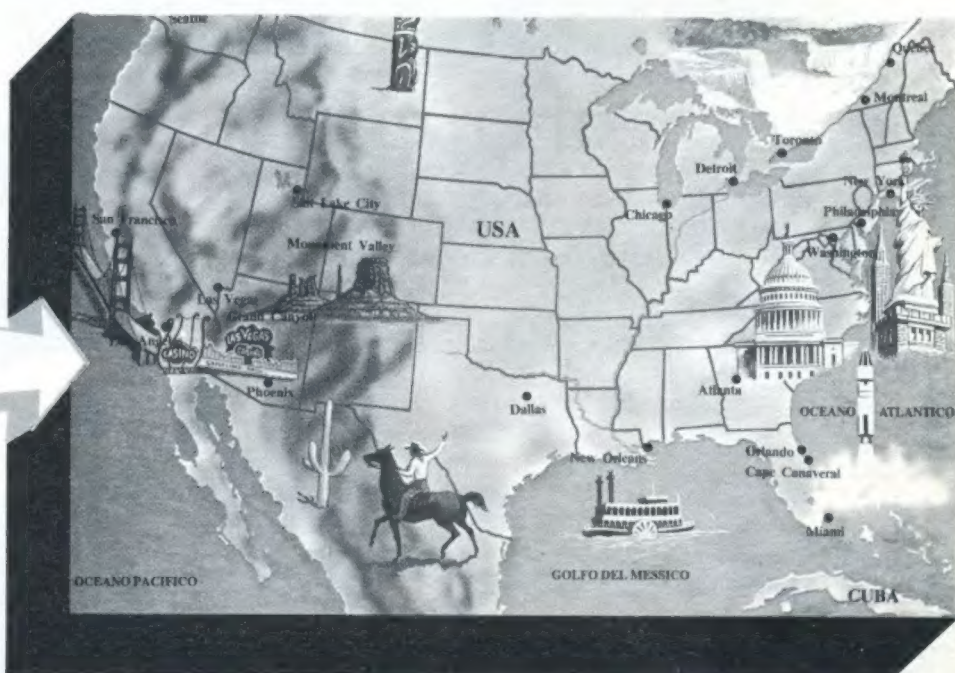 Seattle
Quebec
Montreal
Toronto
Detroit
New York
Salt Lake City
Chicago
San Francisco
Philadelphia
USA
Washington
Monument Valley
Las Vegas
Grand Canyon
LAS VEGAS
CASINO
Phoenix
Atlanta
Dallas
OCEANO ATLANTICO
New Orleans
Orlando
Cape Canaveral
Miami
OCEANO PACIFICO
GOLFO DEL MESSICO
CUBA